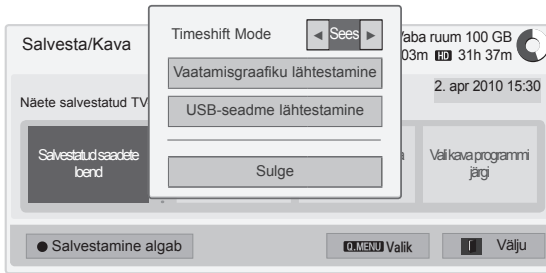 Salvesta/Kava
Vaba ruum 100 GB
03m HD 31h 37m
2. apr 2010 15:30
Näete salvestatud TV
Timeshift Mode ◀ Sees ▶
Vaatamisgraafiku lähtestamine
USB-seadme lähtestamine
Sulge
Salvestatud saadete
loend
Vali kava programmi
järgi
● Salvestamine algab
Q.MENU Valik
Välju